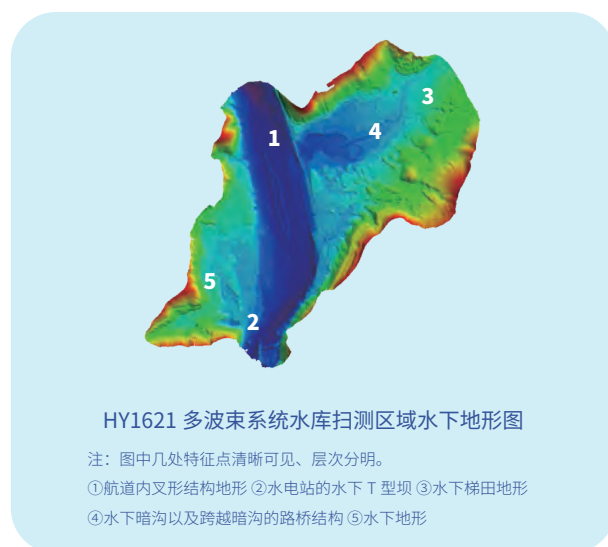 3
1
4
5
2
HY1621 多波束系统水库扫测区域水下地形图
注：图中几处特征点清晰可见、层次分明。
①航道内叉形结构地形 ②水电站的水下 T 型坝 ③水下梯田地形
④水下暗沟以及跨越暗沟的路桥结构 ⑤水下地形